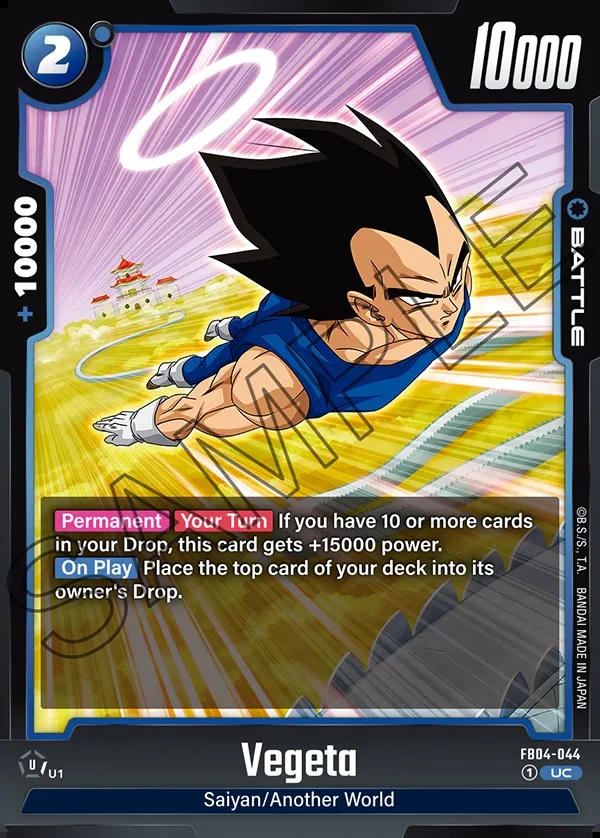 2
10000
+10000
BATTLE
SAMPLE
Permanent Your Turn If you have 10 or more cards
in your Drop, this card gets +15000 power.
On Play Place the top card of your deck into its
owner's Drop.
©B.S./S., T.A. BANDAI MADE IN JAPAN
U/U1
Vegeta
FB04-044
1 UC
Saiyan/Another World